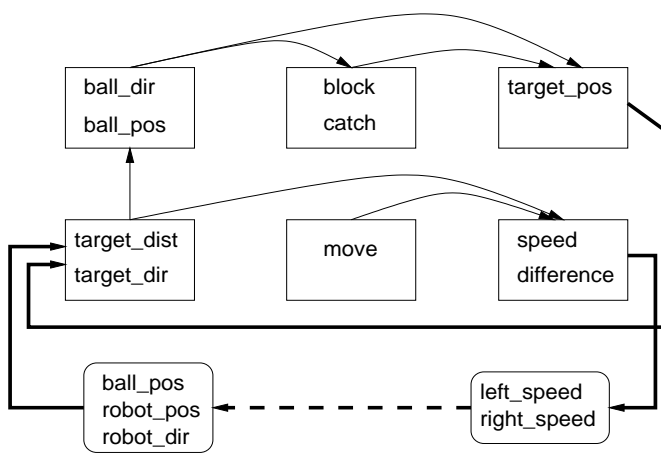 ball_dir
ball_pos
block
catch
target_pos
target_dist
target_dir
move
speed
difference
ball_pos
robot_pos
robot_dir
left_speed
right_speed